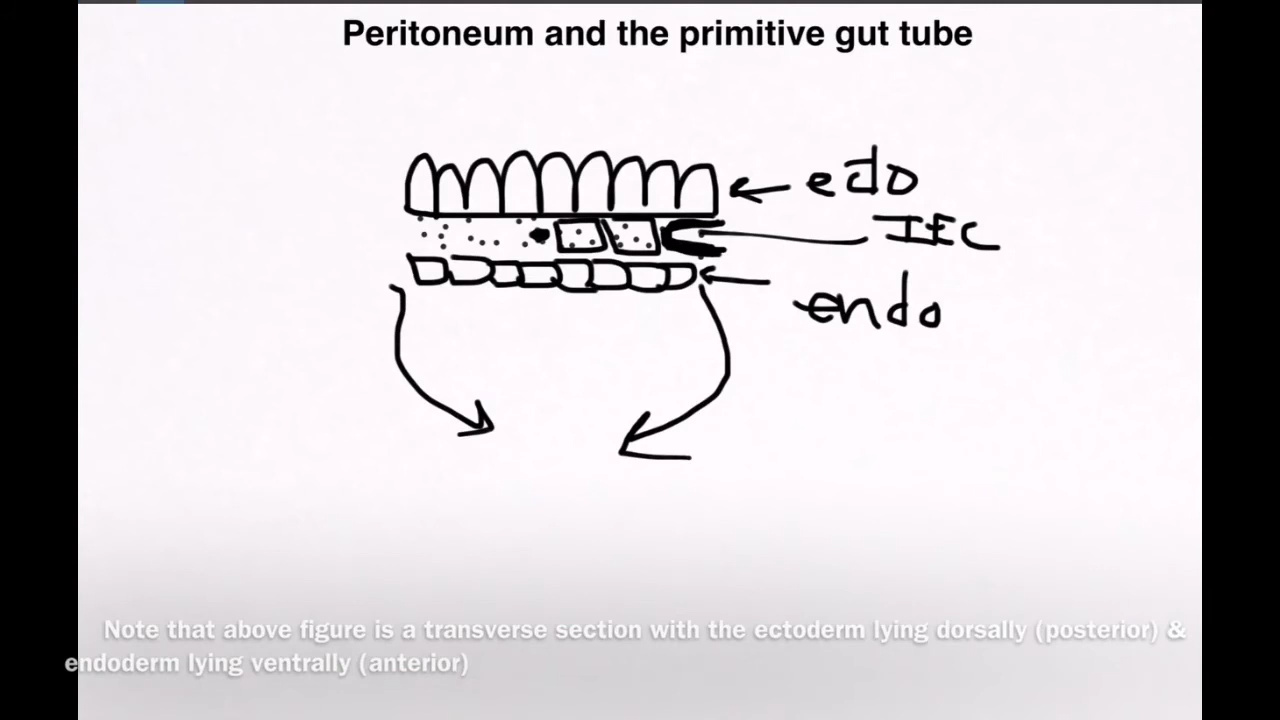 Peritoneum and the primitive gut tube
edo
IEC
endo
Note that above figure is a transverse section with the ectoderm lying dorsally (posterior) &
endoderm lying ventrally (anterior)